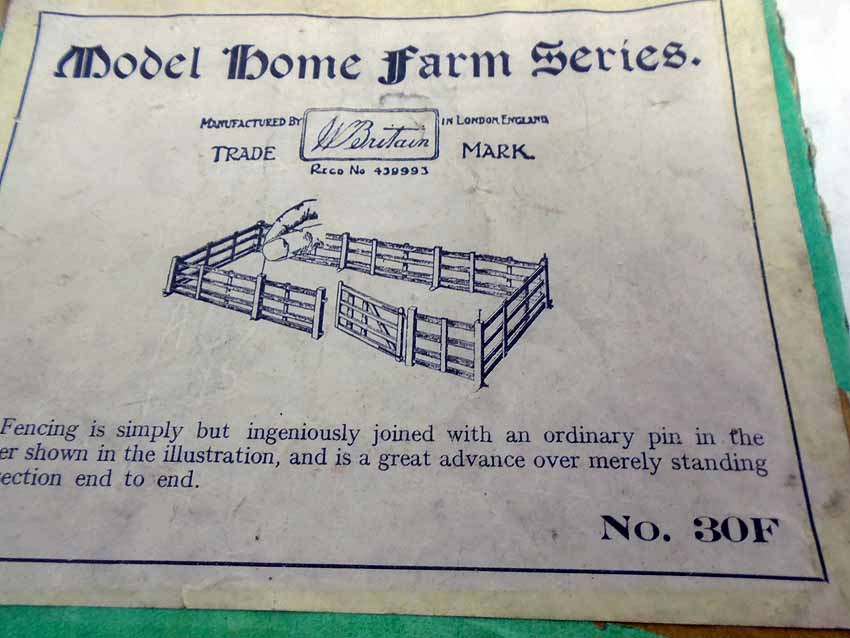 Model Home Farm Series.
MANUFACTURED BY W Britain IN LONDON, ENGLAND
TRADE MARK.
REGD No 439993
Fencing is simply but ingeniously joined with an ordinary pin in the
er shown in the illustration, and is a great advance over merely standing
ection end to end.
No. 30F